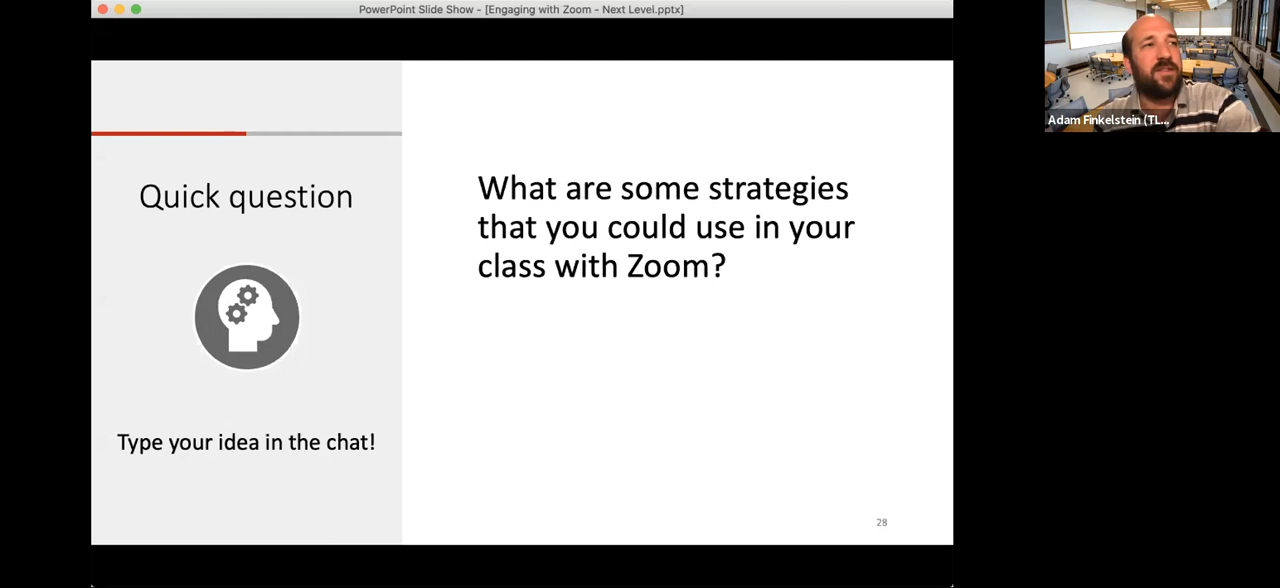 PowerPoint Slide Show - [Engaging with Zoom - Next Level.pptx]
Quick question
Type your idea in the chat!
What are some strategies
that you could use in your
class with Zoom?
28
Adam Finkelstein (TL...